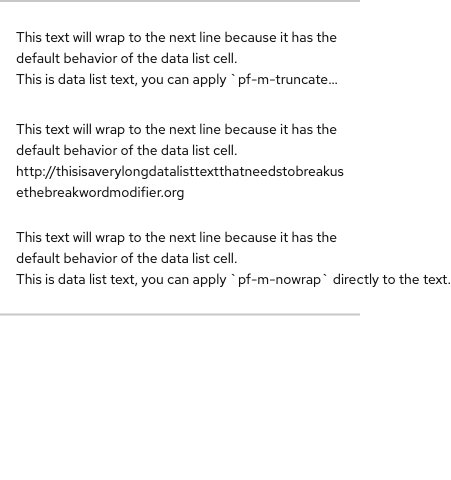 This text will wrap to the next line because it has the
default behavior of the data list cell.
This is data list text, you can apply `pf-m-truncate...
This text will wrap to the next line because it has the
default behavior of the data list cell.
http://thisisaverylongdatalisttextthatneedstobreakus
ethebreakwordmodifier.org
This text will wrap to the next line because it has the
default behavior of the data list cell.
This is data list text, you can apply `pf-m-nowrap` directly to the text.